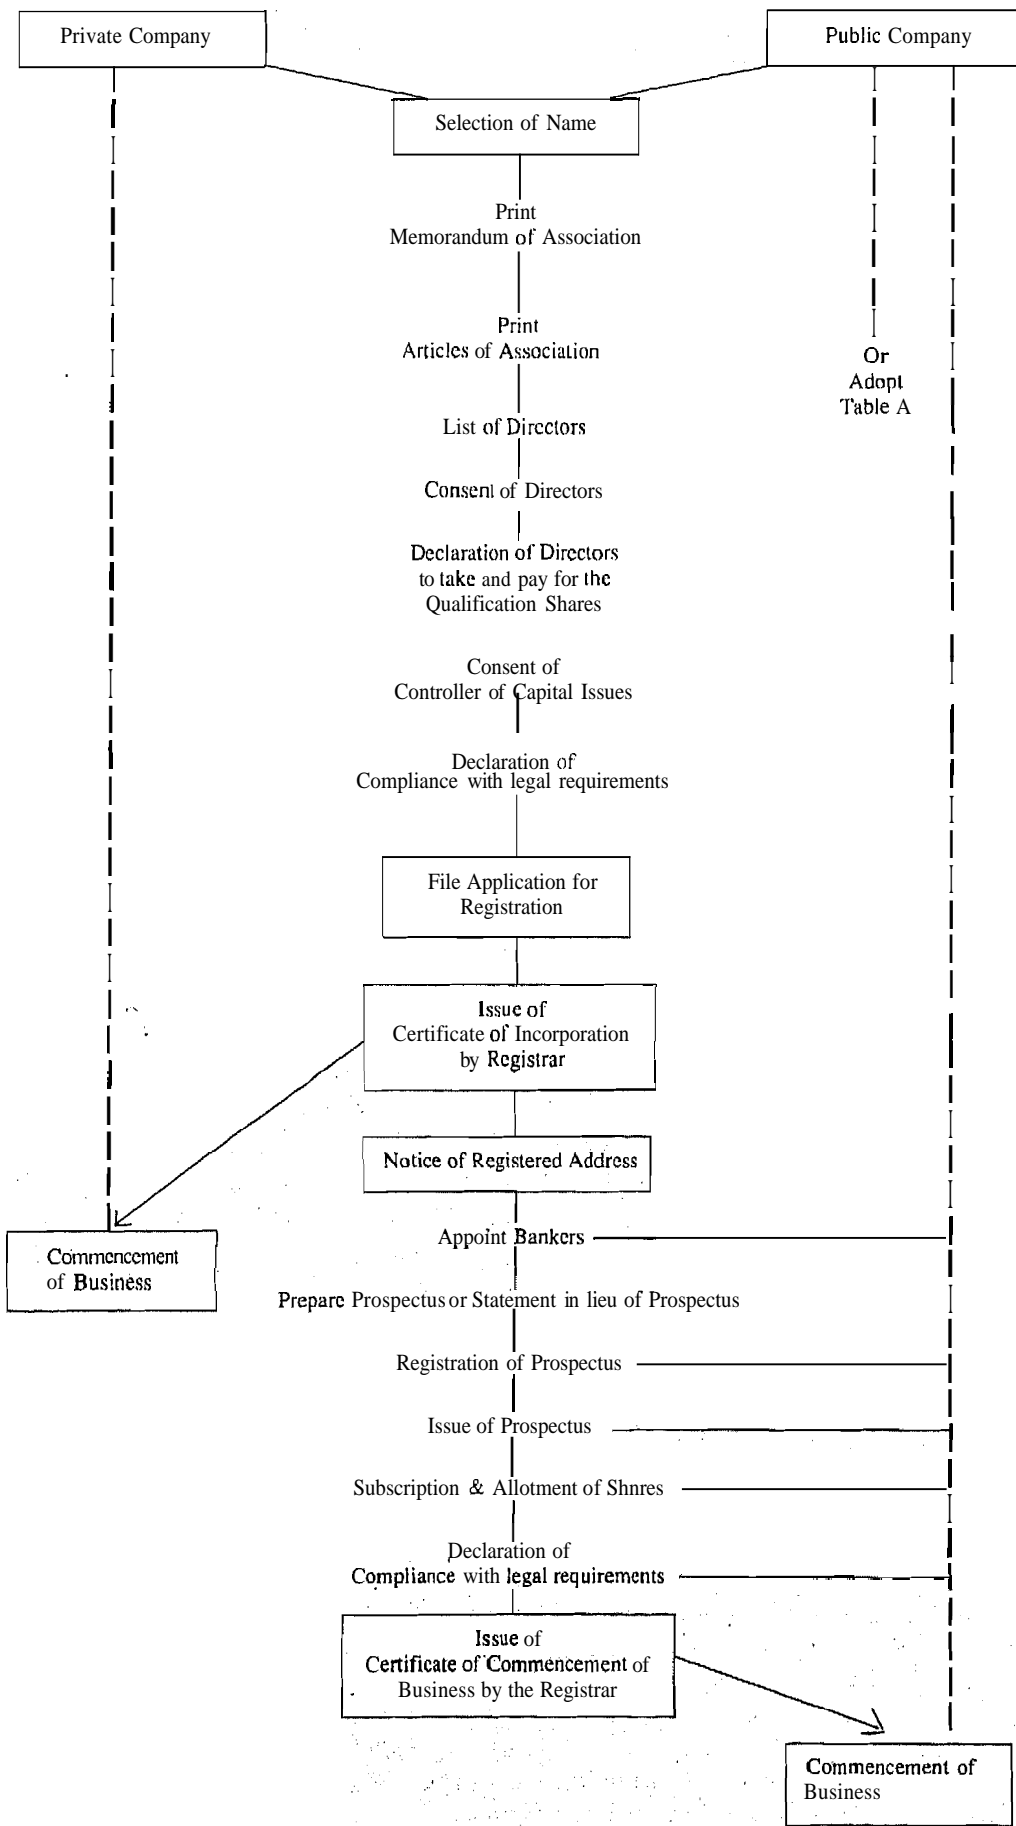 Private Company
Public Company
Selection of Name
Print
Memorandum of Association
Print
Articles of Association
Or
Adopt
Table A
List of Directors
Consent of Directors
Declaration of Directors
to take and pay for the
Qualification Shares
Consent of
Controller of Capital Issues
Declaration of
Compliance with legal requirements
File Application for
Registration
Issue of
Certificate of Incorporation
by Registrar
Notice of Registered Address
Commencement
of Business
Appoint Bankers
Prepare Prospectus or Statement in lieu of Prospectus
Registration of Prospectus
Issue of Prospectus
Subscription & Allotment of Shnres
Declaration of
Compliance with legal requirements
Issue of
Certificate of Commencement of
Business by the Registrar
Commencement of
Business